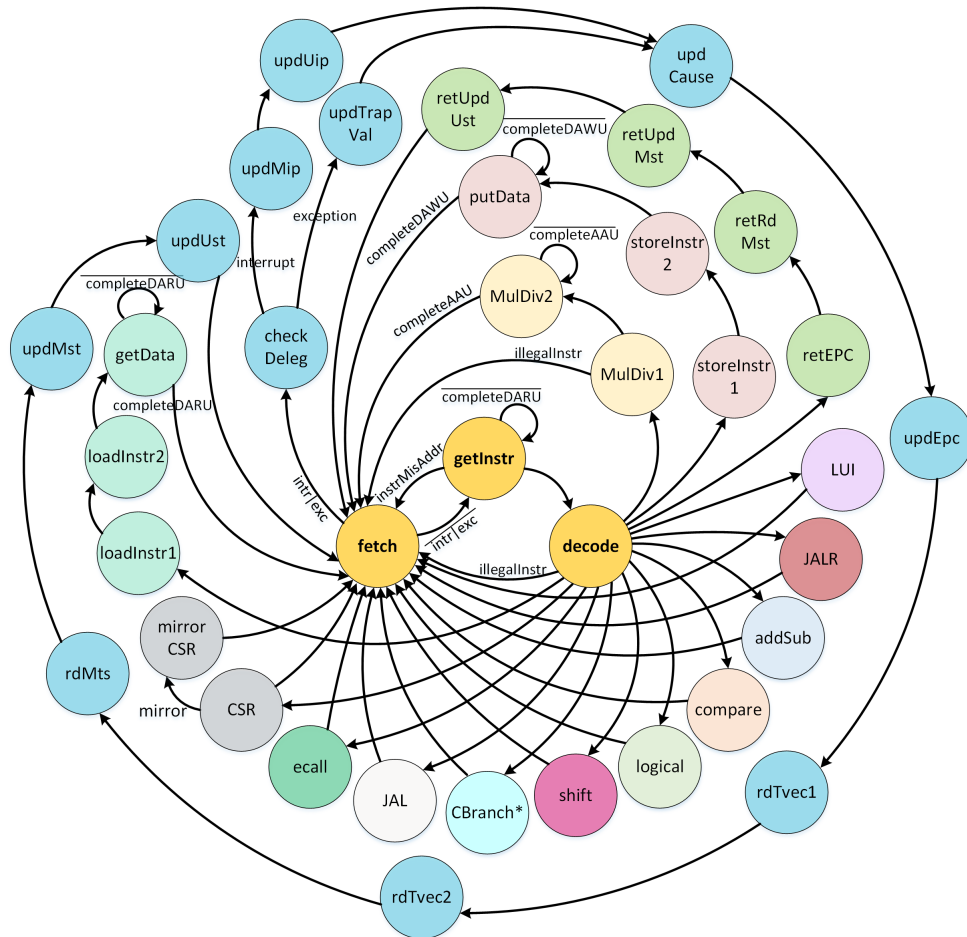 updUip
upd
Cause
updTrap
Val
retUpd
Ust
completeDAWU
retUpd
Mst
updMip
putData
exception
completeDAWU
retRd
Mst
updUst
interrupt
storeInstr
2
completeAAU
completeDARU
MulDiv2
completeAAU
check
Deleg
updMst
getData
illegalInstr
MulDiv1
storeInstr
1
retEPC
completeDARU
completeDARU
updEpc
loadInstr2
getInstr
LUI
instrMisAddr
intr|exc
intr|exc
loadInstr1
fetch
decode
JALR
illegalInstr
mirror
CSR
addSub
rdMts
mirror
CSR
compare
ecall
logical
JAL
CBranch*
shift
rdTvec1
rdTvec2